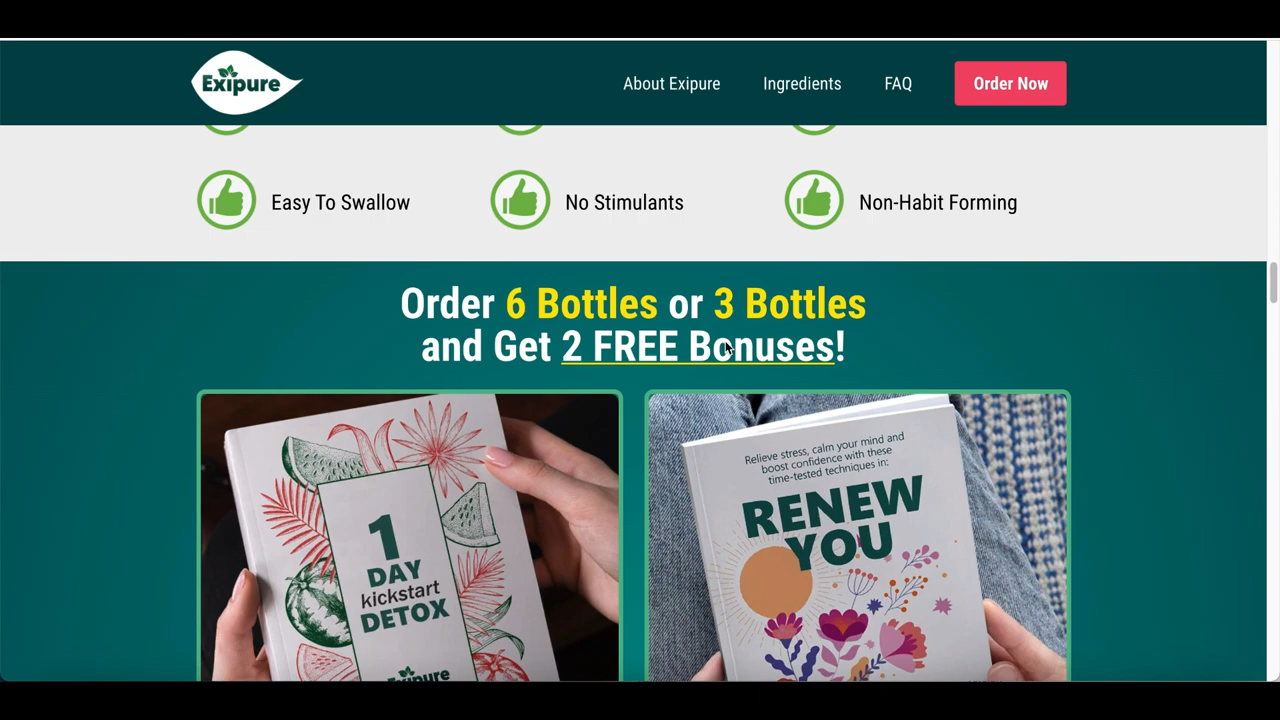 Exipure
About Exipure
Ingredients
FAQ
Order Now
Easy To Swallow
No Stimulants
Non-Habit Forming
Order 6 Bottles or 3 Bottles
and Get 2 FREE Bonuses!
1
DAY
kickstart
DETOX
Exipure
Relieve stress, calm your mind and
boost confidence with these
time-tested techniques in:
RENEW
YOU